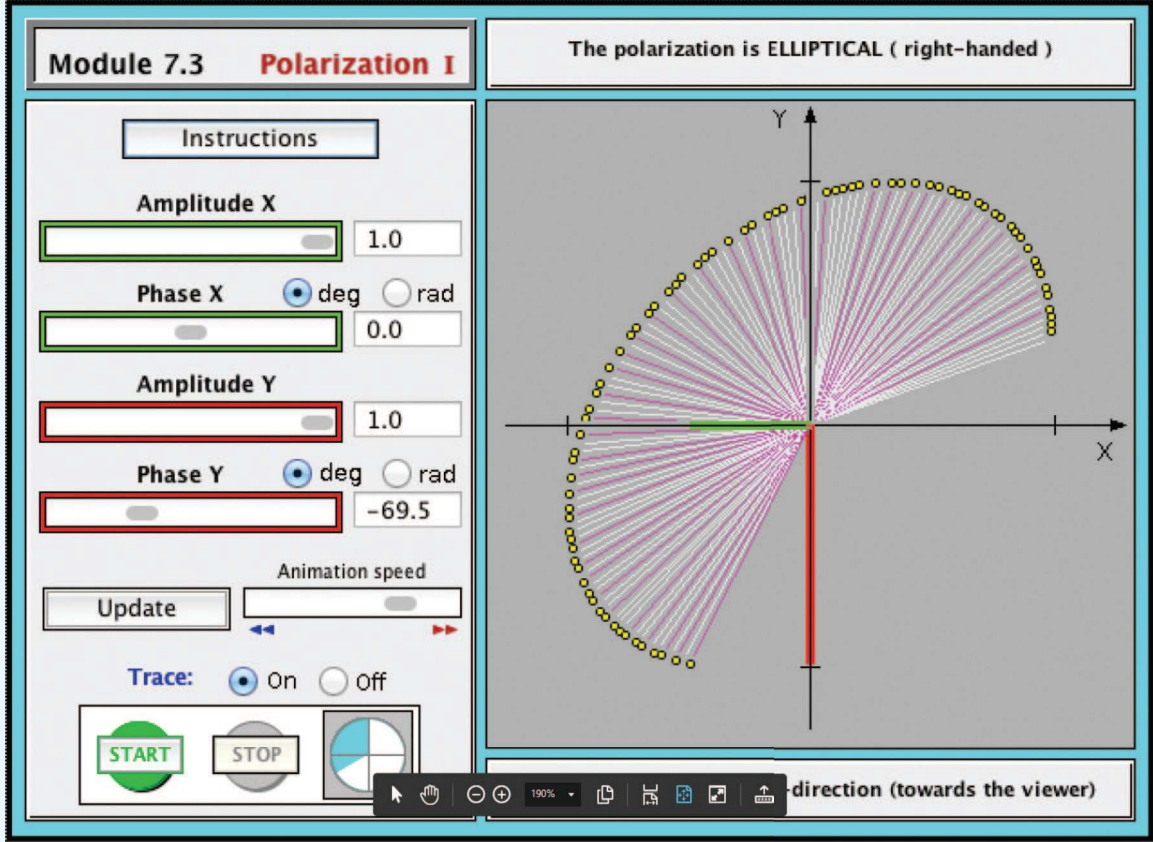 Module 7.3 Polarization I
The polarization is ELLIPTICAL ( right-handed )
Instructions
Amplitude X
1.0
Phase X deg rad
0.0
Amplitude Y
1.0
Phase Y deg rad
-69.5
Animation speed
Update
Trace: On Off
START STOP
Y
X
190%
-direction (towards the viewer)